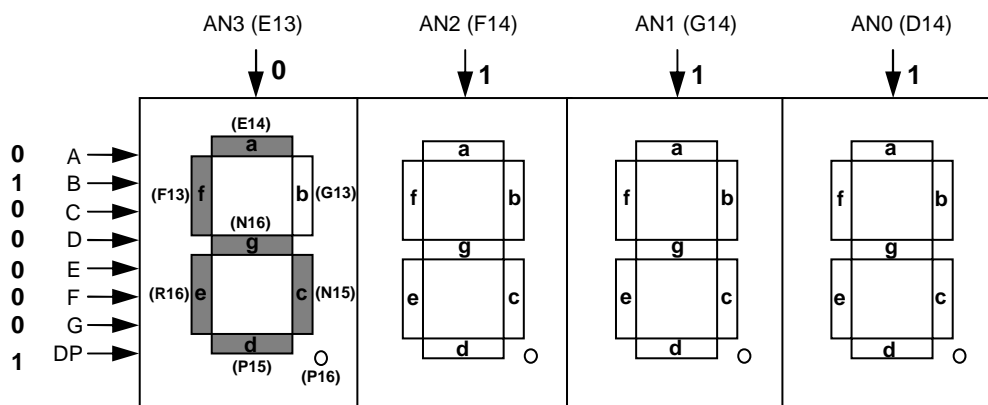 AN3 (E13) AN2 (F14) AN1 (G14) AN0 (D14)
0 1 1 1
(E14)
a a a a
0 A
1 B (F13) f b (G13) f b f b f b
0 C
(N16)
0 D g g g g
0 E
0 F (R16) e c (N15) e c e c e c
0 G
1 DP d d d d
(P15) (P16)